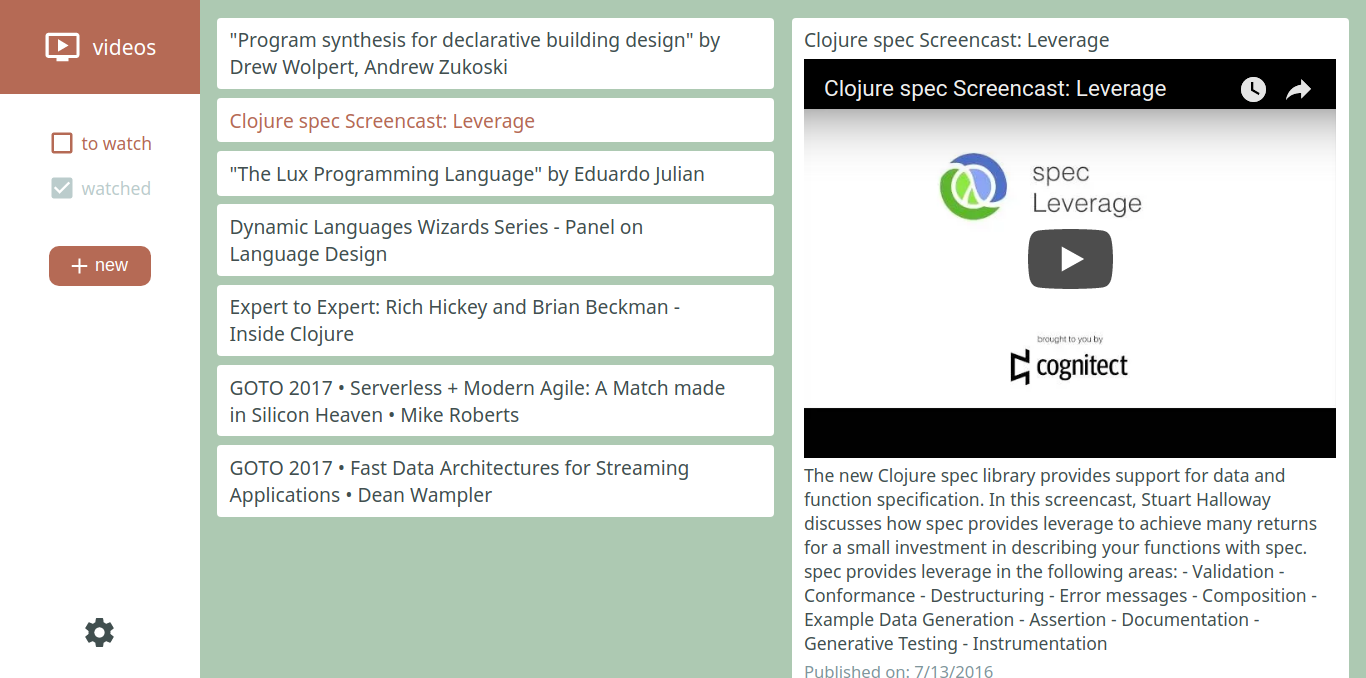 videos
to watch
watched
+ new
"Program synthesis for declarative building design" by
Drew Wolpert, Andrew Zukoski
Clojure spec Screencast: Leverage
"The Lux Programming Language" by Eduardo Julian
Dynamic Languages Wizards Series - Panel on
Language Design
Expert to Expert: Rich Hickey and Brian Beckman -
Inside Clojure
GOTO 2017 • Serverless + Modern Agile: A Match made
in Silicon Heaven • Mike Roberts
GOTO 2017 • Fast Data Architectures for Streaming
Applications • Dean Wampler
Clojure spec Screencast: Leverage
Clojure spec Screencast: Leverage
spec
Leverage
brought to you by
cognitect
The new Clojure spec library provides support for data and
function specification. In this screencast, Stuart Halloway
discusses how spec provides leverage to achieve many returns
for a small investment in describing your functions with spec.
spec provides leverage in the following areas: - Validation -
Conformance - Destructuring - Error messages - Composition -
Example Data Generation - Assertion - Documentation -
Generative Testing - Instrumentation
Published on: 7/13/2016